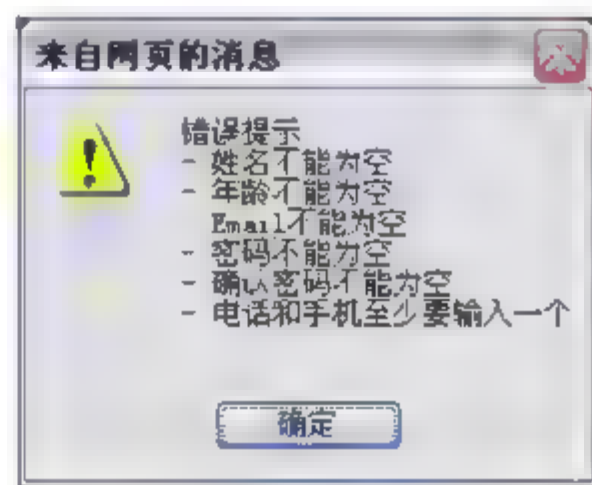 来自网页的消息
错误提示
- 姓名不能为空
- 年龄不能为空
Email不能为空
- 密码不能为空
- 确认密码不能为空
- 电话和手机至少要输入一个
确定